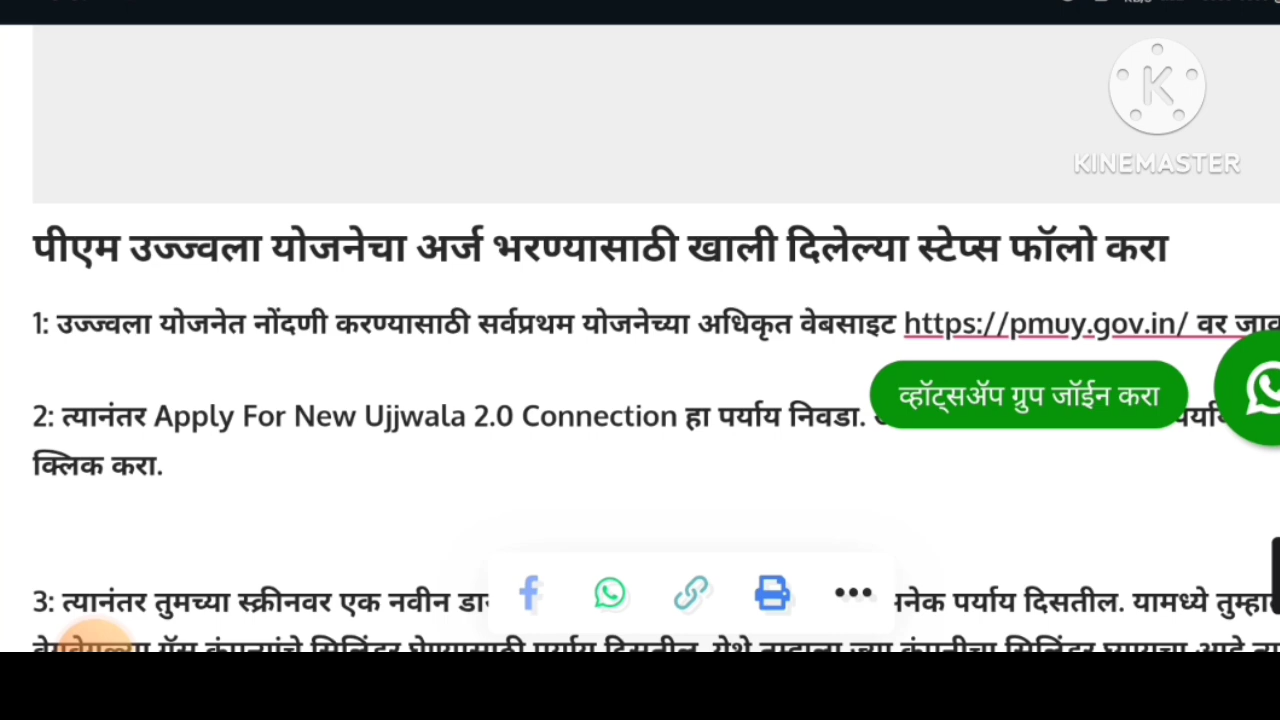 KINEMASTER
पीएम उज्ज्वला योजनेचा अर्ज भरण्यासाठी खाली दिलेल्या स्टेप्स फॉलो करा
1: उज्ज्वला योजनेत नोंदणी करण्यासाठी सर्वप्रथम योजनेच्या अधिकृत वेबसाइट https://pmuy.gov.in/ वर
व्हॉट्सॲप ग्रुप जॉईन करा
2: त्यानंतर Apply For New Ujjwala 2.0 Connection हा पर्याय निवडा.
क्लिक करा.
3: त्यानंतर तुमच्या स्क्रीनवर एक नवीन पर्याय दिसतील. यामध्ये